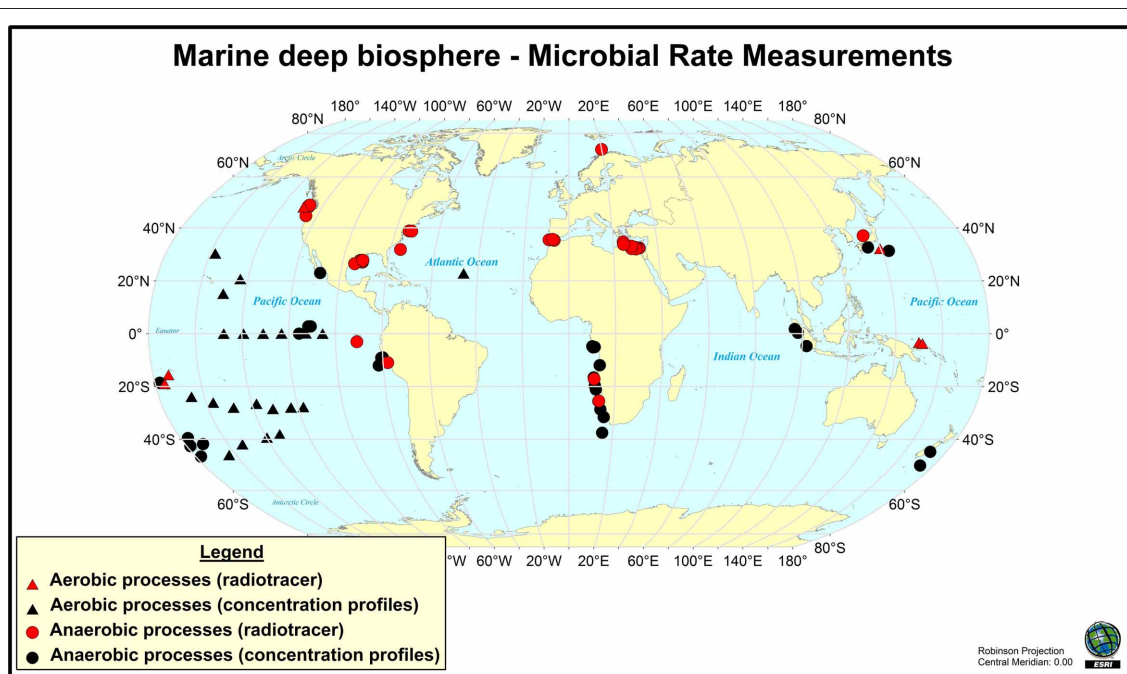 Marine deep biosphere - Microbial Rate Measurements
180° 140°W 100°W 60°W 20°W 20°E 60°E 100°E 140°E 180°
80°N 80°N
Arctic Circle
60°N 60°N
40°N 40°N
Atlantic Ocean
20°N 20°N
Pacific Ocean Pacific Ocean
Equator
0° 0°
Indian Ocean
20°S 20°S
40°S 40°S
Antarctic Circle
60°S 60°S
80°S
°W 60°W 20°W 20°E 60°E 100°E 140°E 180°
Legend
Aerobic processes (radiotracer)
Aerobic processes (concentration profiles)
Anaerobic processes (radiotracer)
Anaerobic processes (concentration profiles)
Robinson Projection
Central Meridian: 0.00
ESRI